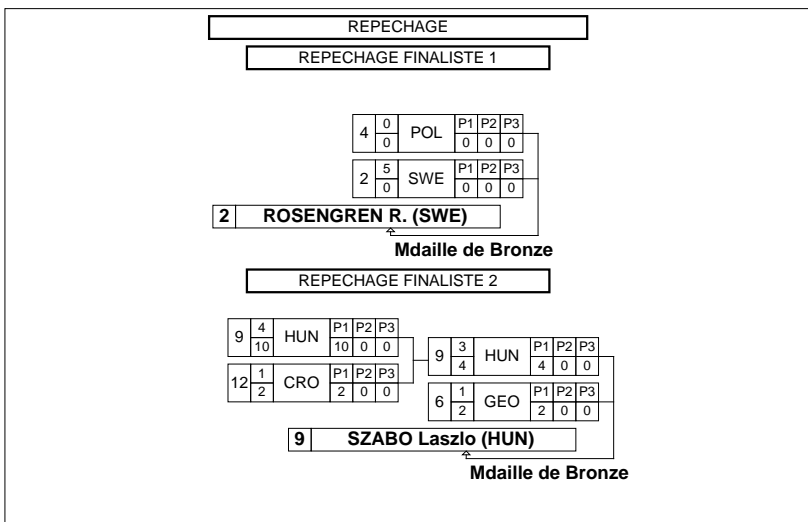 REPECHAGE
REPECHAGE FINALISTE 1
4 0 POL P1 P2 P3
0 0 0 0
2 5 SWE P1 P2 P3
0 0 0 0
2 ROSENGREN R. (SWE)
Mdaille de Bronze
REPECHAGE FINALISTE 2
9 4 HUN P1 P2 P3
10 10 0 0
12 1 CRO P1 P2 P3
2 2 0 0
9 3 HUN P1 P2 P3
4 4 0 0
6 1 GEO P1 P2 P3
2 2 0 0
9 SZABO Laszlo (HUN)
Mdaille de Bronze